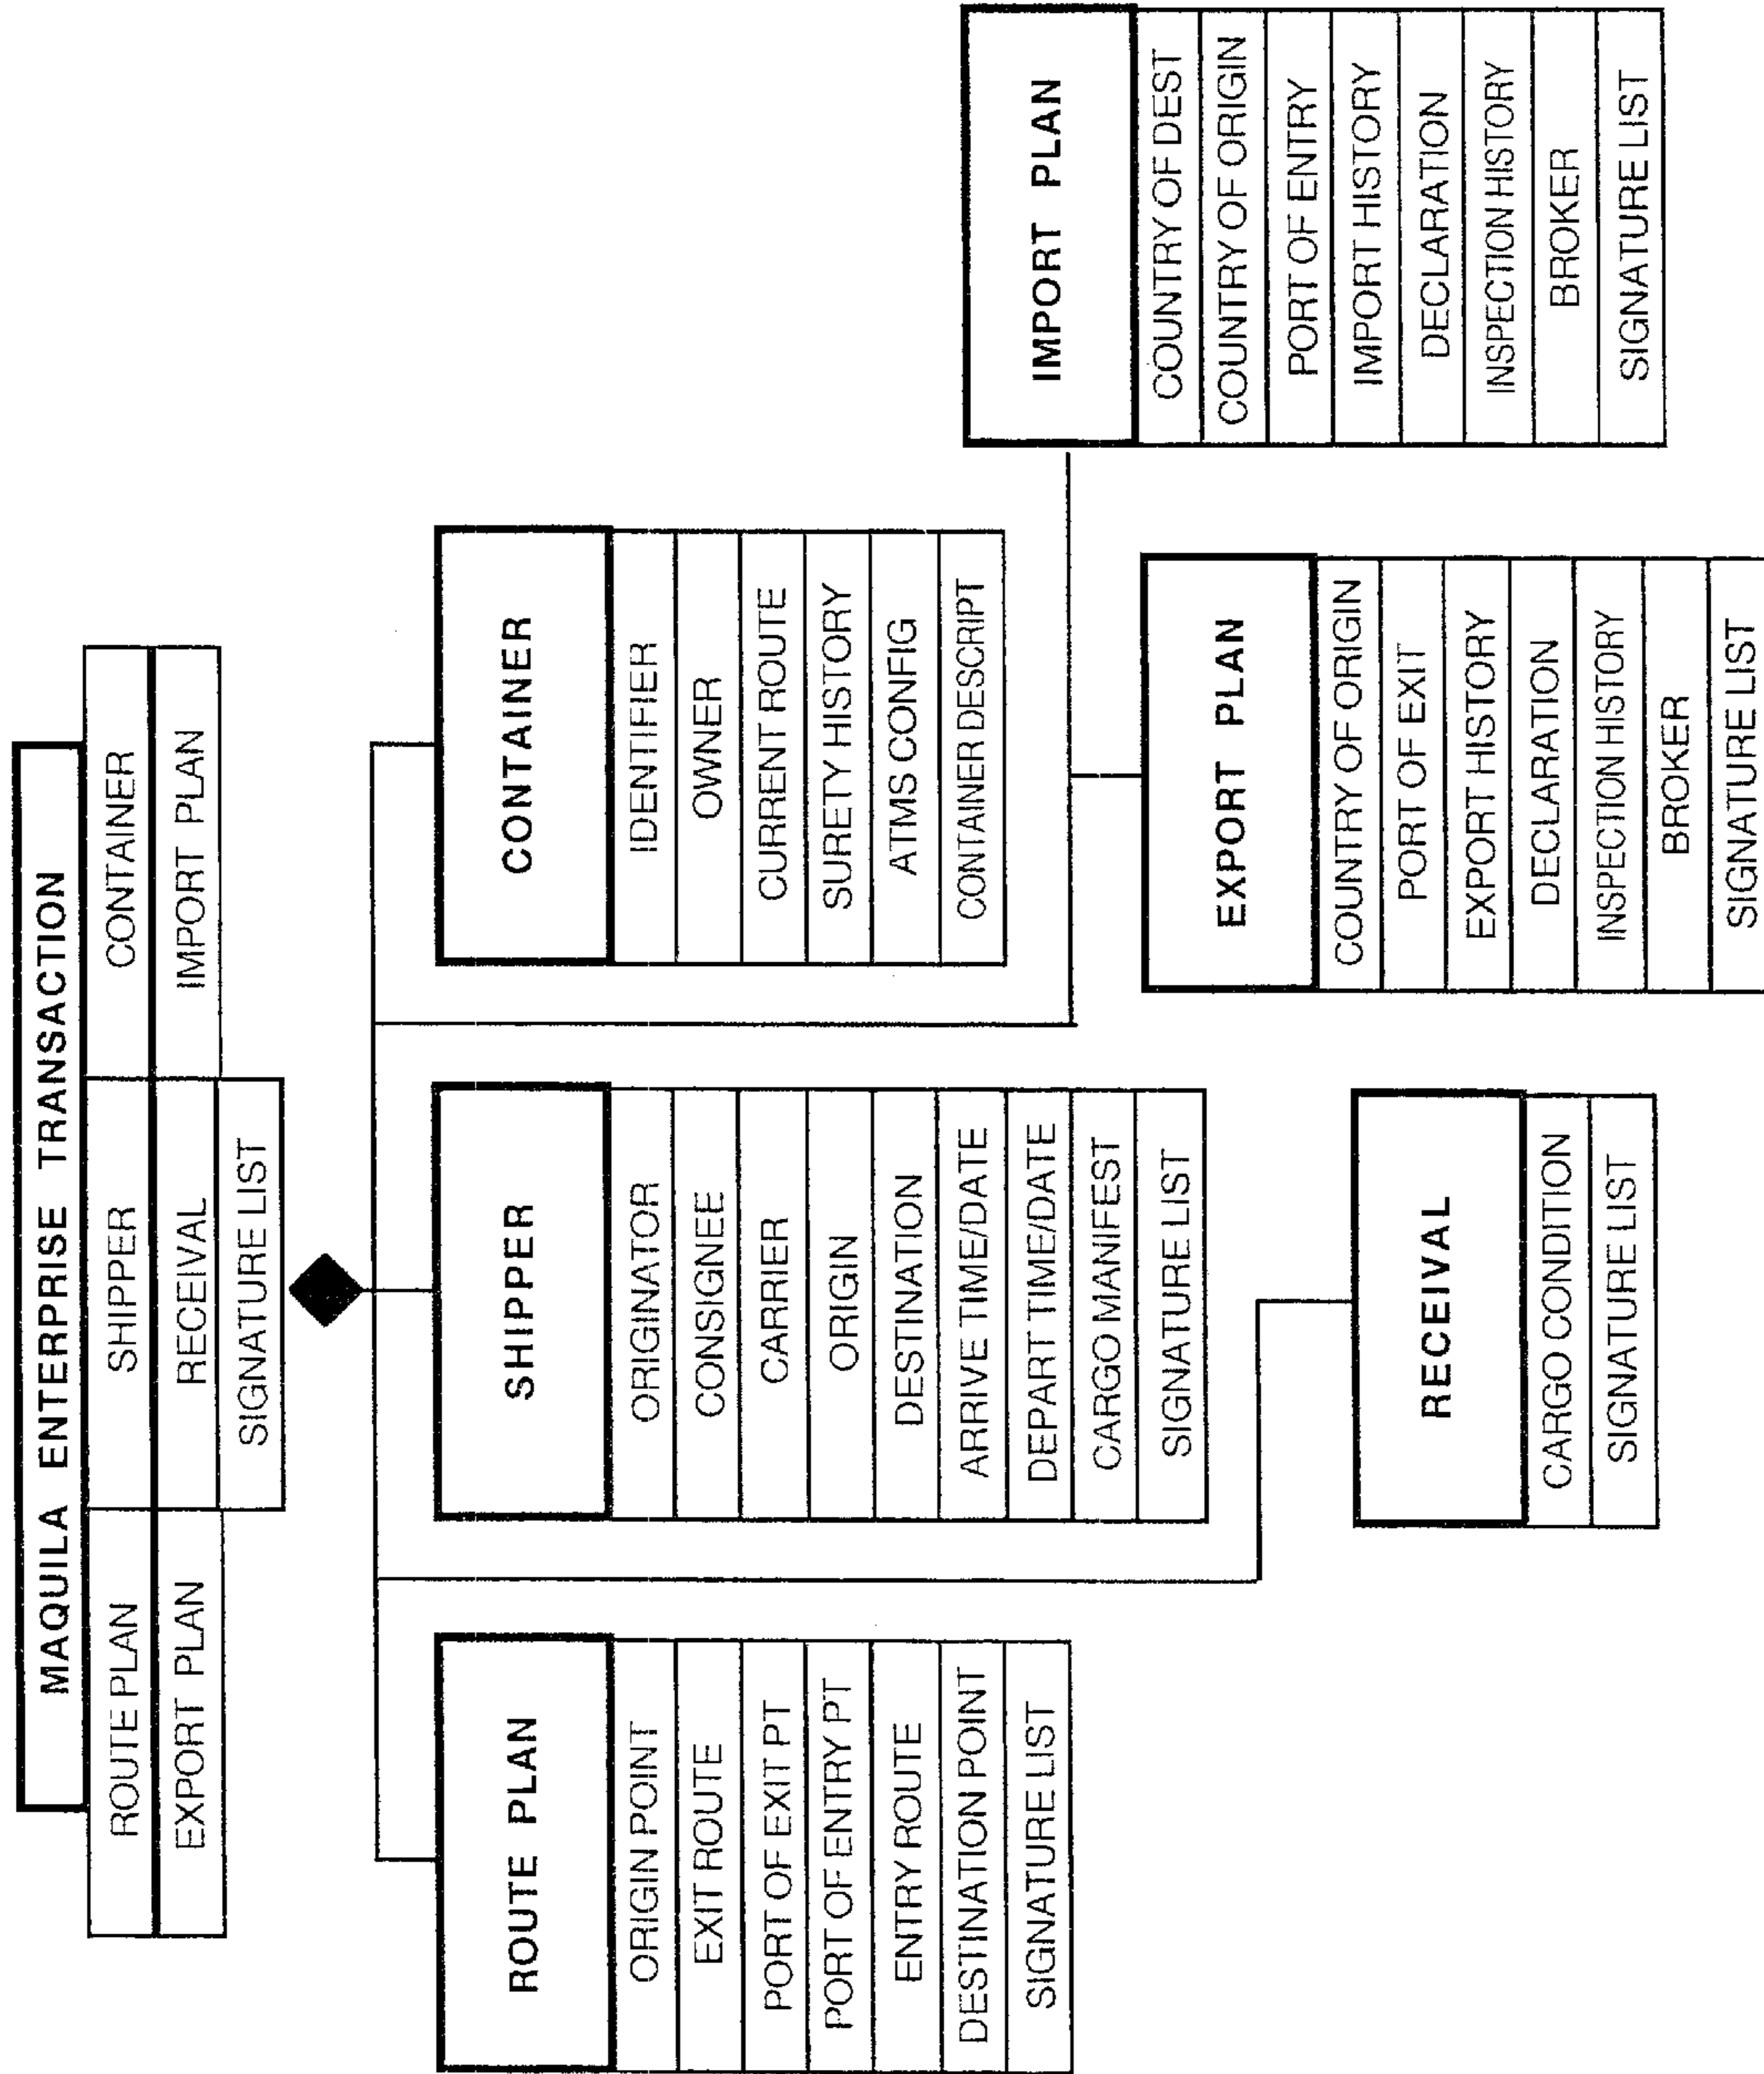 MAQUILA ENTERPRISE TRANSACTION
ROUTE PLAN
SHIPPER
CONTAINER
EXPORT PLAN
RECEIVAL
IMPORT PLAN
SIGNATURE LIST
ROUTE PLAN
ORIGIN POINT
EXIT ROUTE
PORT OF EXIT PT
PORT OF ENTRY PT
ENTRY ROUTE
DESTINATION POINT
SIGNATURE LIST
SHIPPER
ORIGINATOR
CONSIGNEE
CARRIER
ORIGIN
DESTINATION
ARRIVE TIME/DATE
DEPART TIME/DATE
CARGO MANIFEST
SIGNATURE LIST
CONTAINER
IDENTIFIER
OWNER
CURRENT ROUTE
SURETY HISTORY
ATMS CONFIG
CONTAINER DESCRIPT
RECEIVAL
CARGO CONDITION
SIGNATURE LIST
EXPORT PLAN
COUNTRY OF ORIGIN
PORT OF EXIT
EXPORT HISTORY
DECLARATION
INSPECTION HISTORY
BROKER
SIGNATURE LIST
IMPORT PLAN
COUNTRY OF DEST
COUNTRY OF ORIGIN
PORT OF ENTRY
IMPORT HISTORY
DECLARATION
INSPECTION HISTORY
BROKER
SIGNATURE LIST